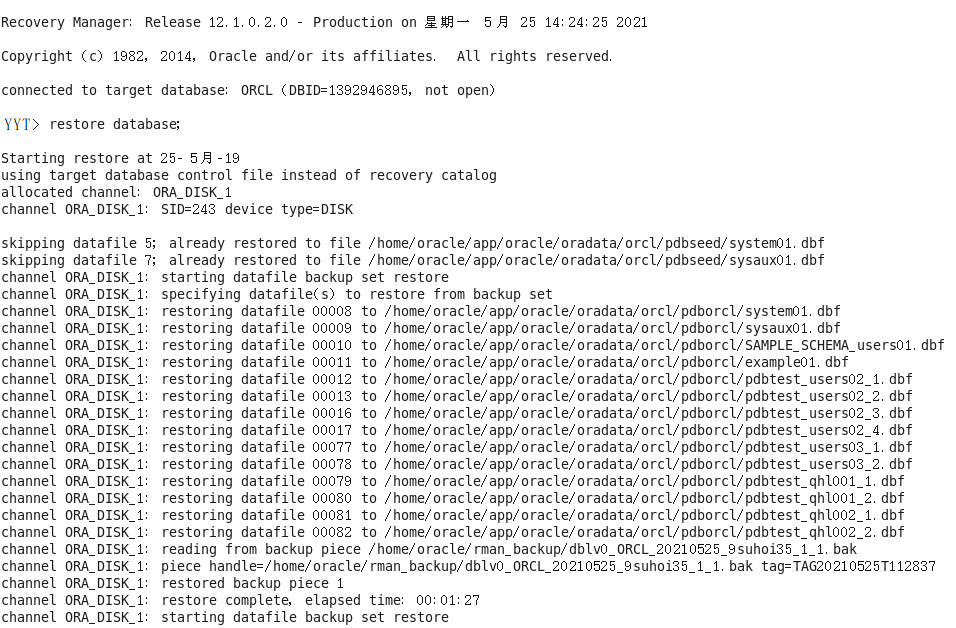 Recovery Manager: Release 12.1.0.2.0 - Production on 星期一 5月 25 14:24:25 2021
Copyright (c) 1982, 2014, Oracle and/or its affiliates. All rights reserved.
connected to target database: ORCL (DBID=1392946895, not open)
YYT> restore database;
Starting restore at 25- 5月 -19
using target database control file instead of recovery catalog
allocated channel: ORA_DISK_1
channel ORA_DISK_1: SID=243 device type=DISK
skipping datafile 5; already restored to file /home/oracle/app/oracle/oradata/orcl/pdbseed/system01.dbf
skipping datafile 7; already restored to file /home/oracle/app/oracle/oradata/orcl/pdbseed/sysaux01.dbf
channel ORA_DISK_1: starting datafile backup set restore
channel ORA_DISK_1: specifying datafile(s) to restore from backup set
channel ORA_DISK_1: restoring datafile 00008 to /home/oracle/app/oracle/oradata/orcl/pdborcl/system01.dbf
channel ORA_DISK_1: restoring datafile 00009 to /home/oracle/app/oracle/oradata/orcl/pdborcl/sysaux01.dbf
channel ORA_DISK_1: restoring datafile 00010 to /home/oracle/app/oracle/oradata/orcl/pdborcl/SAMPLE_SCHEMA_users01.dbf
channel ORA_DISK_1: restoring datafile 00011 to /home/oracle/app/oracle/oradata/orcl/pdborcl/example01.dbf
channel ORA_DISK_1: restoring datafile 00012 to /home/oracle/app/oracle/oradata/orcl/pdborcl/pdbtest_users02_1.dbf
channel ORA_DISK_1: restoring datafile 00013 to /home/oracle/app/oracle/oradata/orcl/pdborcl/pdbtest_users02_2.dbf
channel ORA_DISK_1: restoring datafile 00016 to /home/oracle/app/oracle/oradata/orcl/pdborcl/pdbtest_users02_3.dbf
channel ORA_DISK_1: restoring datafile 00017 to /home/oracle/app/oracle/oradata/orcl/pdborcl/pdbtest_users02_4.dbf
channel ORA_DISK_1: restoring datafile 00077 to /home/oracle/app/oracle/oradata/orcl/pdborcl/pdbtest_users03_1.dbf
channel ORA_DISK_1: restoring datafile 00078 to /home/oracle/app/oracle/oradata/orcl/pdborcl/pdbtest_users03_2.dbf
channel ORA_DISK_1: restoring datafile 00079 to /home/oracle/app/oracle/oradata/orcl/pdborcl/pdbtest_qhl001_1.dbf
channel ORA_DISK_1: restoring datafile 00080 to /home/oracle/app/oracle/oradata/orcl/pdborcl/pdbtest_qhl001_2.dbf
channel ORA_DISK_1: restoring datafile 00081 to /home/oracle/app/oracle/oradata/orcl/pdborcl/pdbtest_qhl002_1.dbf
channel ORA_DISK_1: restoring datafile 00082 to /home/oracle/app/oracle/oradata/orcl/pdborcl/pdbtest_qhl002_2.dbf
channel ORA_DISK_1: reading from backup piece /home/oracle/rman_backup/dblv0_ORCL_20210525_9suhoi35_1_1.bak
channel ORA_DISK_1: piece handle=/home/oracle/rman_backup/dblv0_ORCL_20210525_9suhoi35_1_1.bak tag=TAG20210525T112837
channel ORA_DISK_1: restored backup piece 1
channel ORA_DISK_1: restore complete, elapsed time: 00:01:27
channel ORA_DISK_1: starting datafile backup set restore